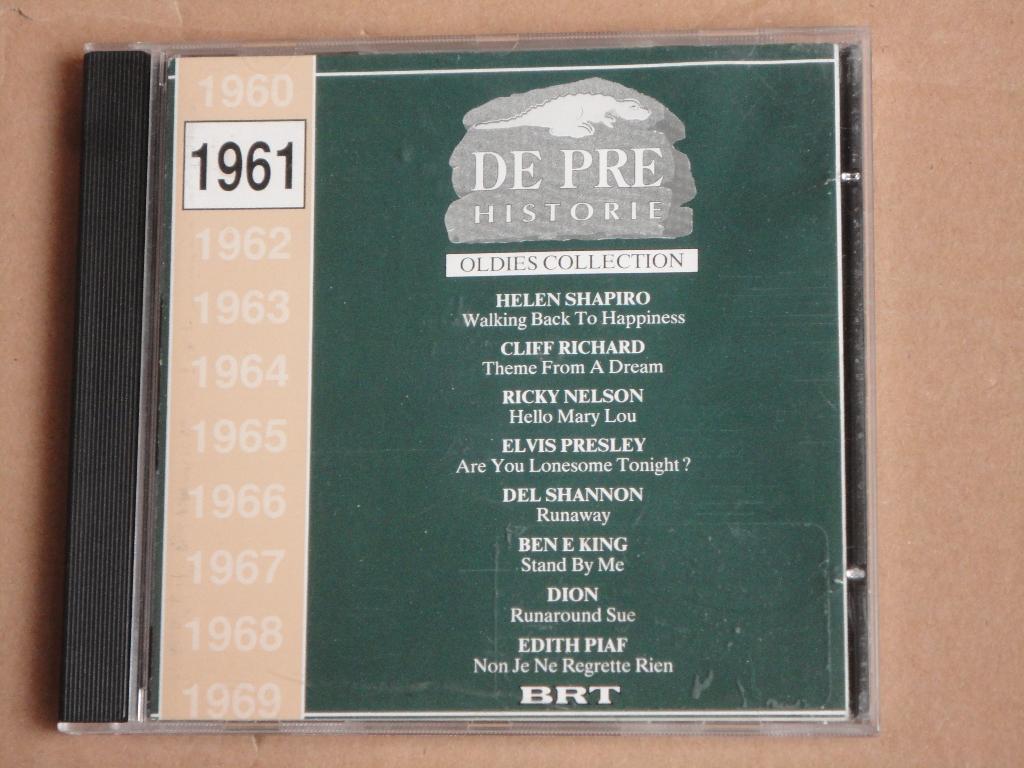 1960
1961
1962
1963
1964
1965
1966
1967
1968
1969
DE PRE
HISTORIE
OLDIES COLLECTION
HELEN SHAPIRO
Walking Back To Happiness
CLIFF RICHARD
Theme From A Dream
RICKY NELSON
Hello Mary Lou
ELVIS PRESLEY
Are You Lonesome Tonight?
DEL SHANNON
Runaway
BEN E KING
Stand By Me
DION
Runaround Sue
EDITH PIAF
Non Je Ne Regrette Rien
BRT